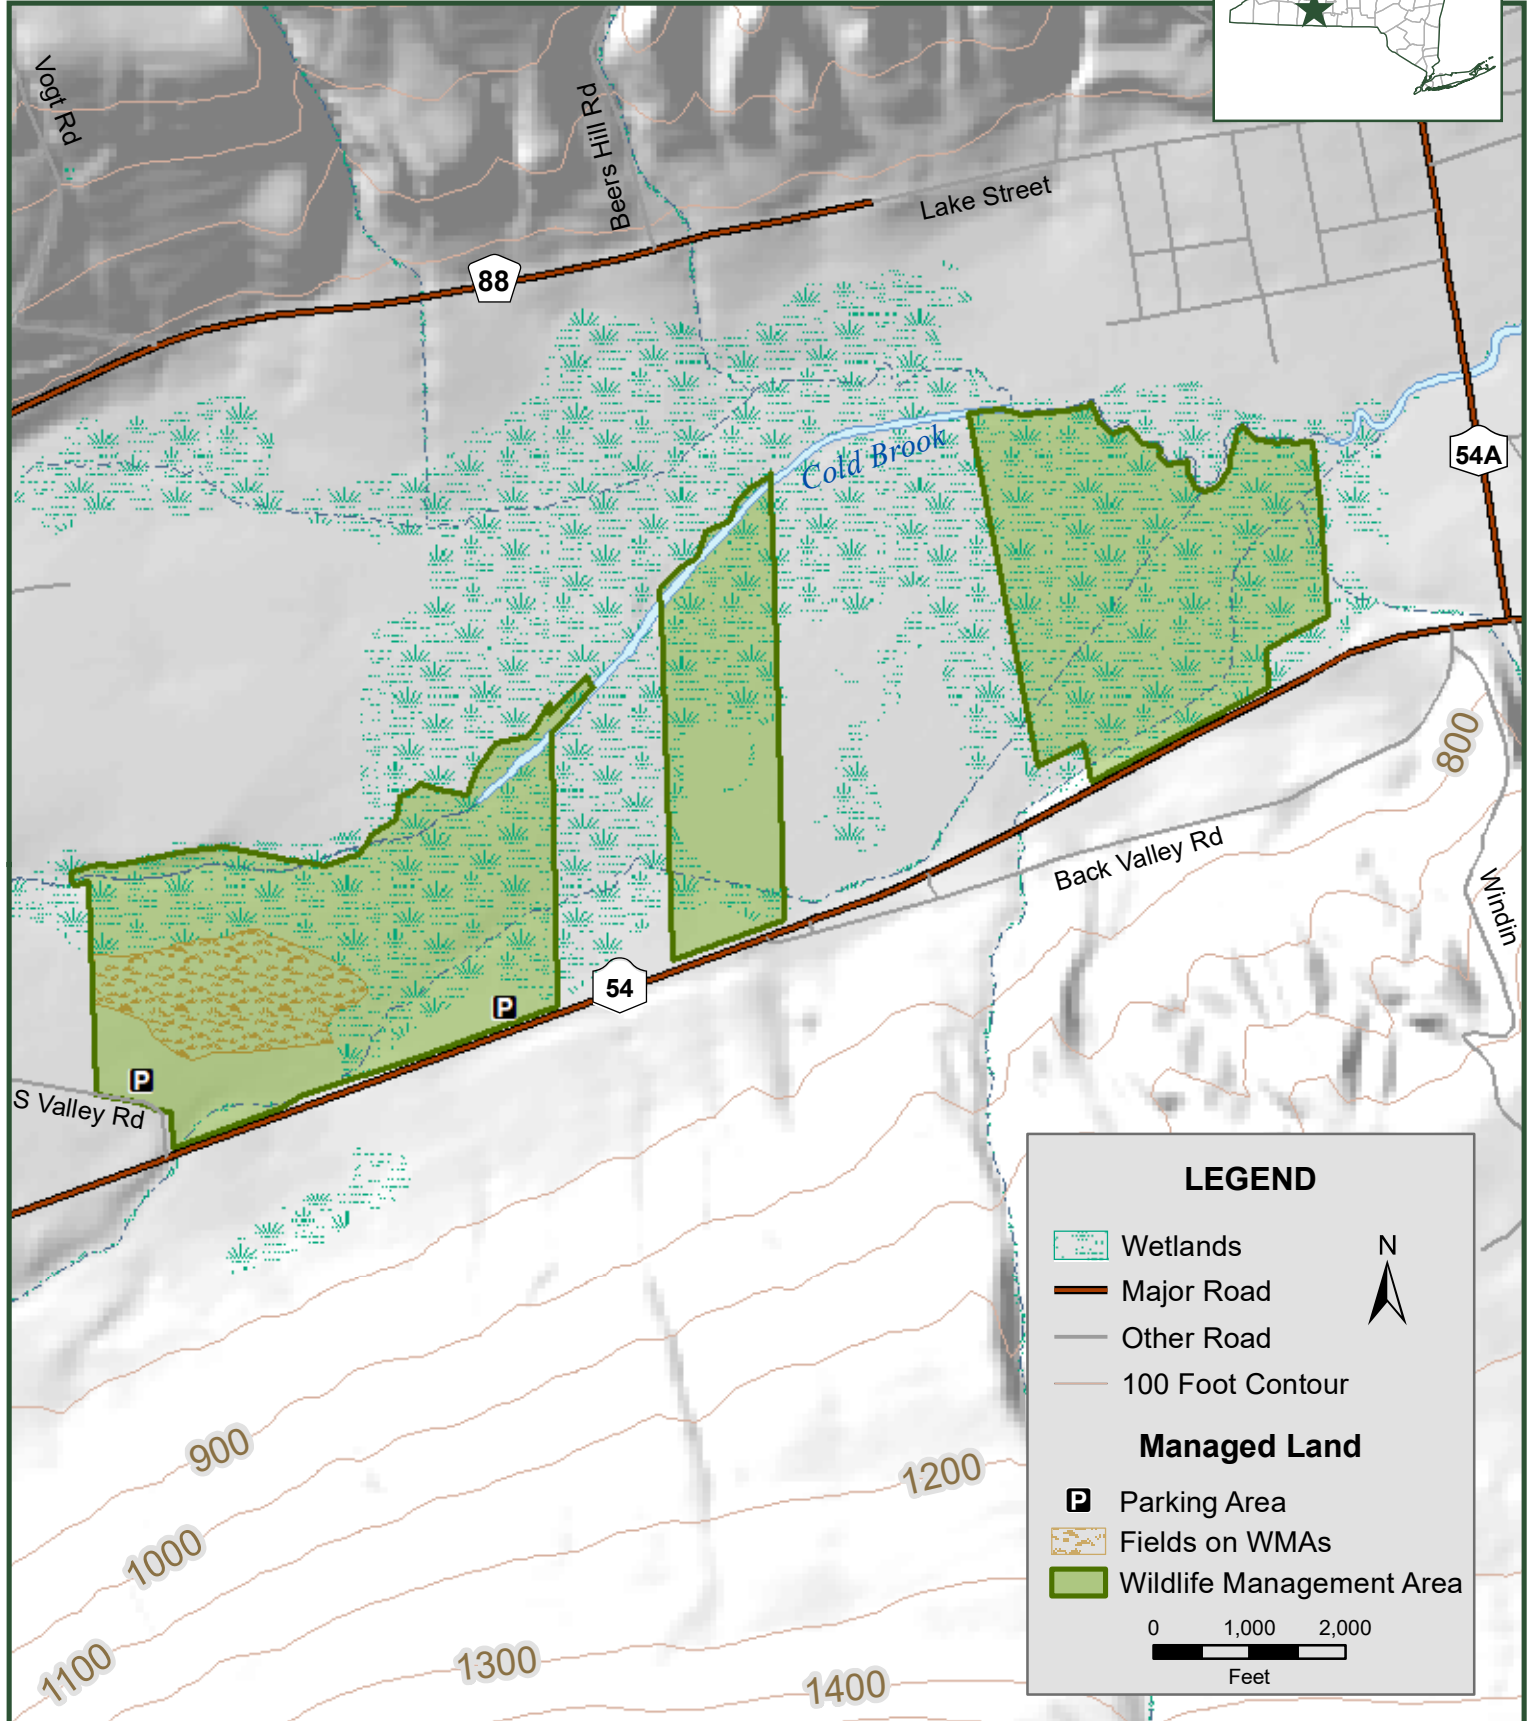 Vogt Rd
Beers Hill Rd
Lake Street
88
Cold Brook
54A
800
Back Valley Rd
Windin
54
P
P
S Valley Rd
LEGEND
Wetlands
N
Major Road
Other Road
100 Foot Contour
Managed Land
P Parking Area
Fields on WMAs
Wildlife Management Area
0 1,000 2,000
Feet
900
1200
1000
1100
1300
1400